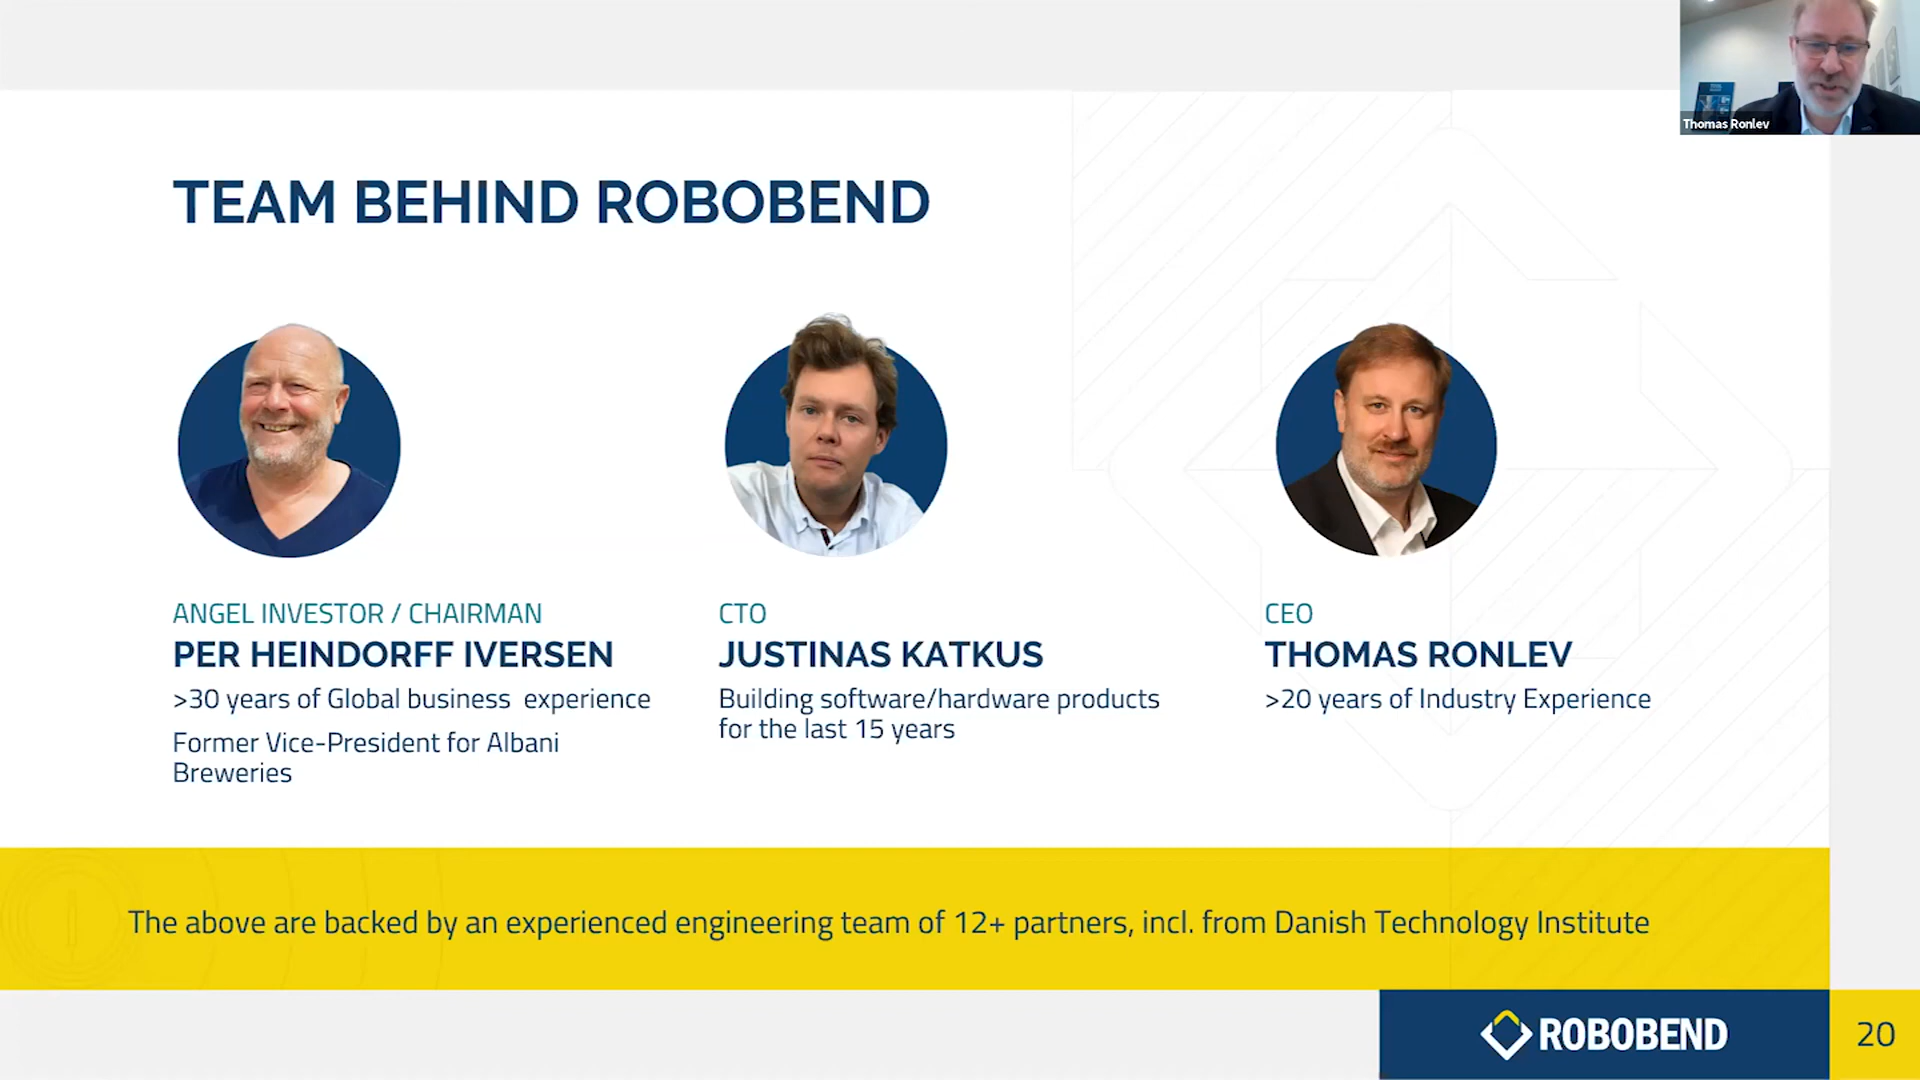 Thomas Ronlev
TEAM BEHIND ROBOBEND
ANGEL INVESTOR / CHAIRMAN
PER HEINDORFF IVERSEN
>30 years of Global business experience
Former Vice-President for Albani
Breweries
CTO
JUSTINAS KATKUS
Building software/hardware products
for the last 15 years
CEO
THOMAS RONLEV
>20 years of Industry Experience
The above are backed by an experienced engineering team of 12+ partners, incl. from Danish Technology Institute
ROBOBEND
20